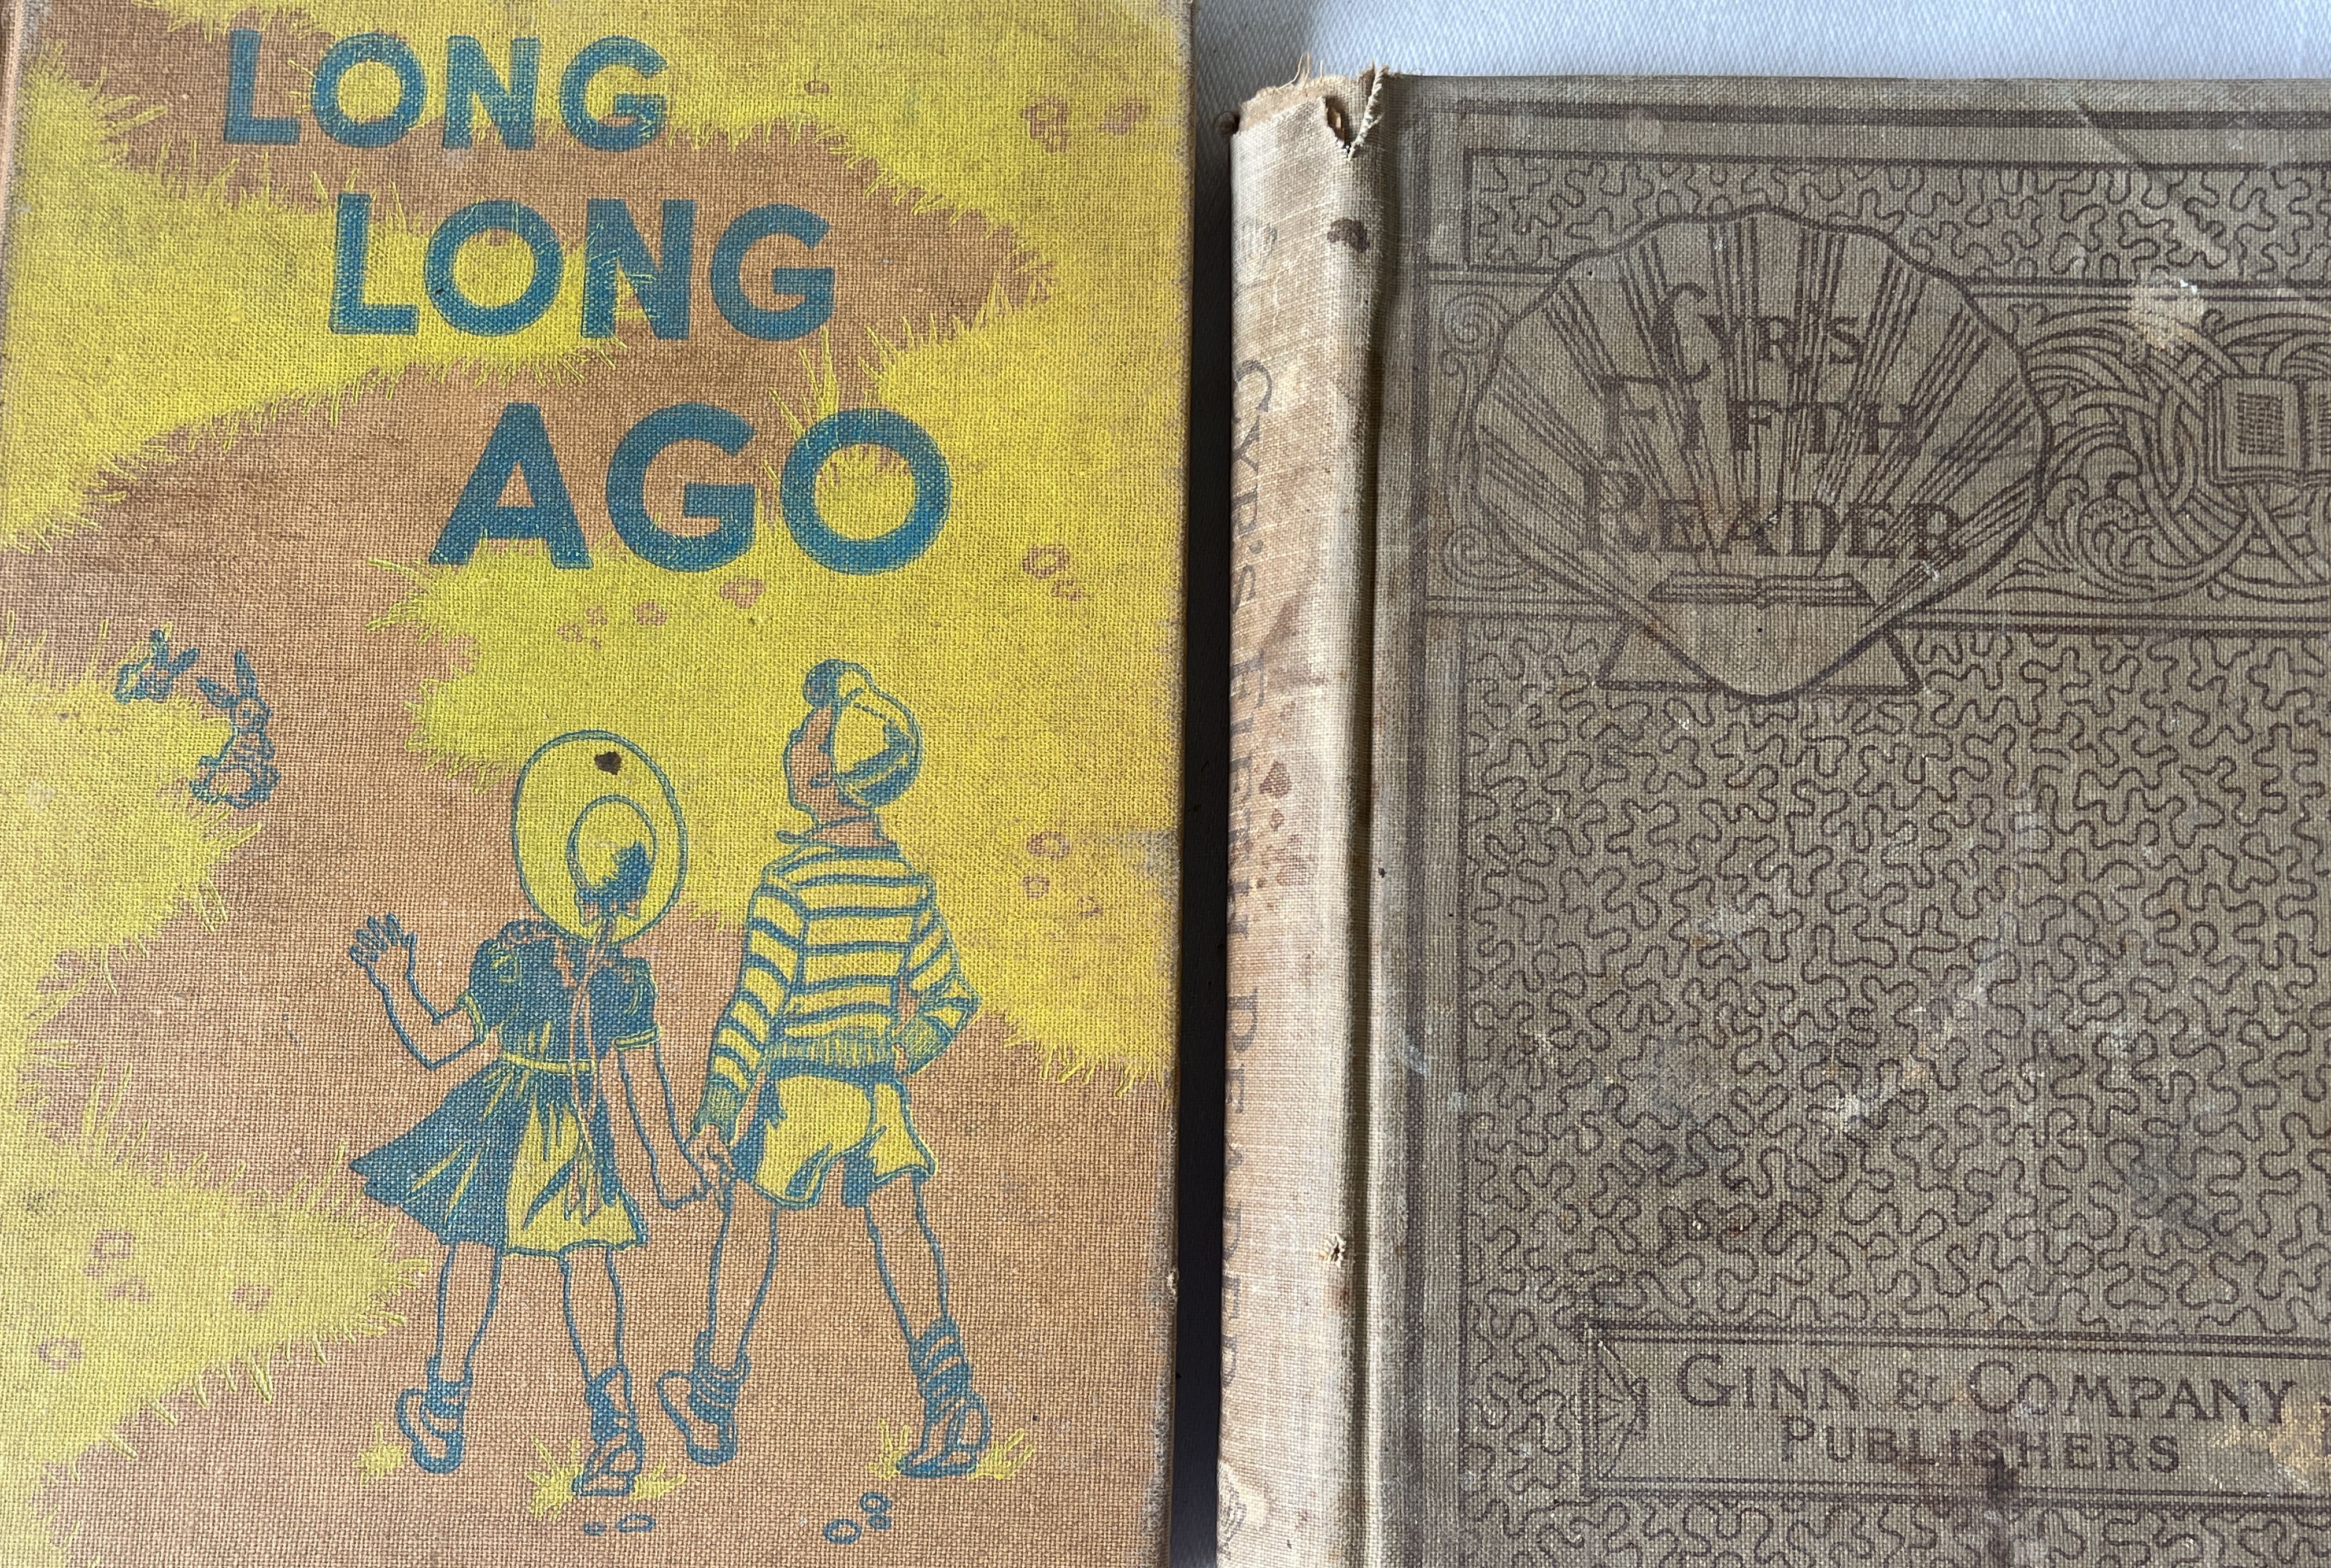 LONG
LONG
AGO
CYR'S FIFTH READER
CYR'S
FIFTH
READER
GINN & COMPANY
PUBLISHERS